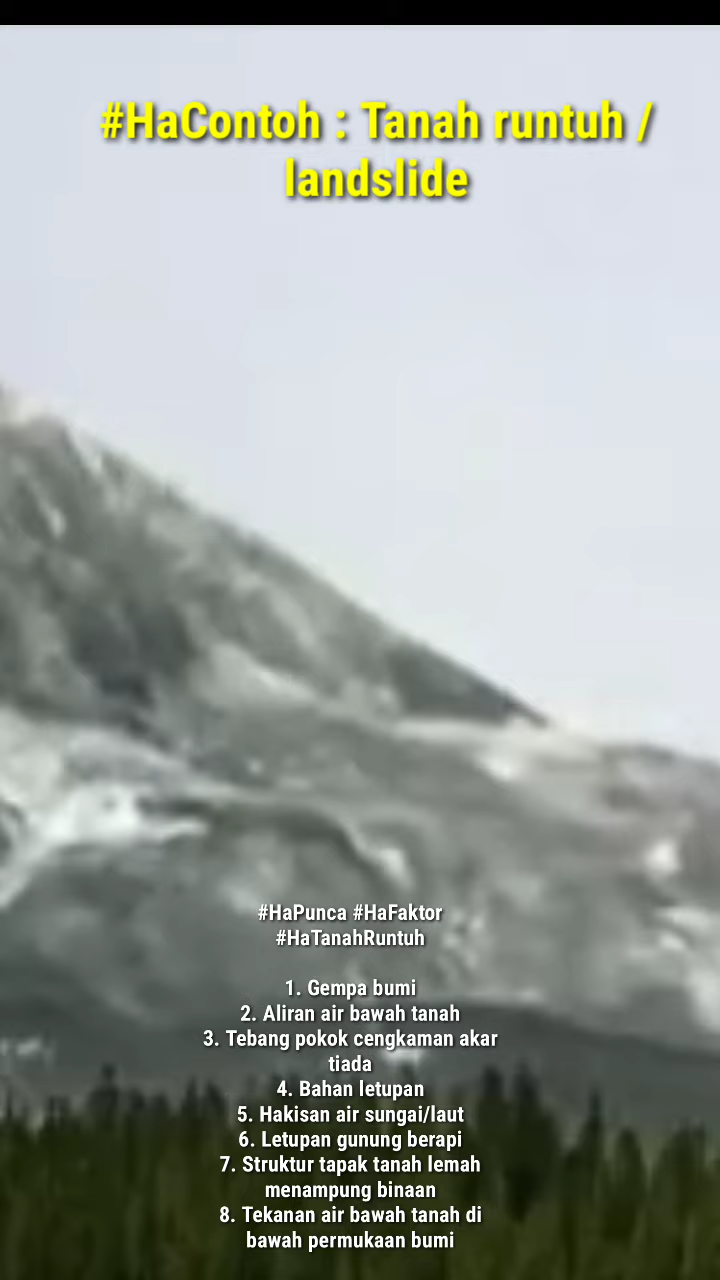 #HaContoh : Tanah runtuh /
landslide
#HaPunca #HaFaktor
#HaTanahRuntuh
1. Gempa bumi
2. Aliran air bawah tanah
3. Tebang pokok cengkaman akar
tiada
4. Bahan letupan
5. Hakisan air sungai/laut
6. Letupan gunung berapi
7. Struktur tapak tanah lemah
menampung binaan
8. Tekanan air bawah tanah di
bawah permukaan bumi